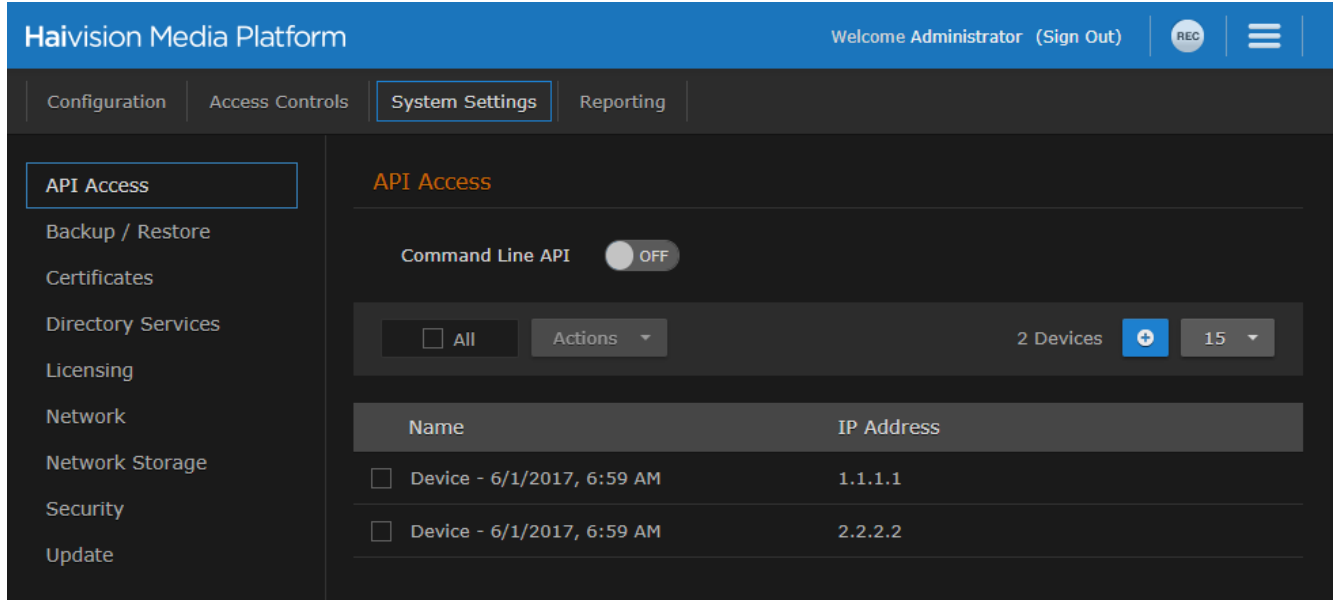 Haivision Media Platform
Welcome Administrator (Sign Out)
REC
Configuration
Access Controls
System Settings
Reporting
API Access
Backup / Restore
Certificates
Directory Services
Licensing
Network
Network Storage
Security
Update
API Access
Command Line API OFF
All Actions 2 Devices 15
Name IP Address
Device - 6/1/2017, 6:59 AM 1.1.1.1
Device - 6/1/2017, 6:59 AM 2.2.2.2